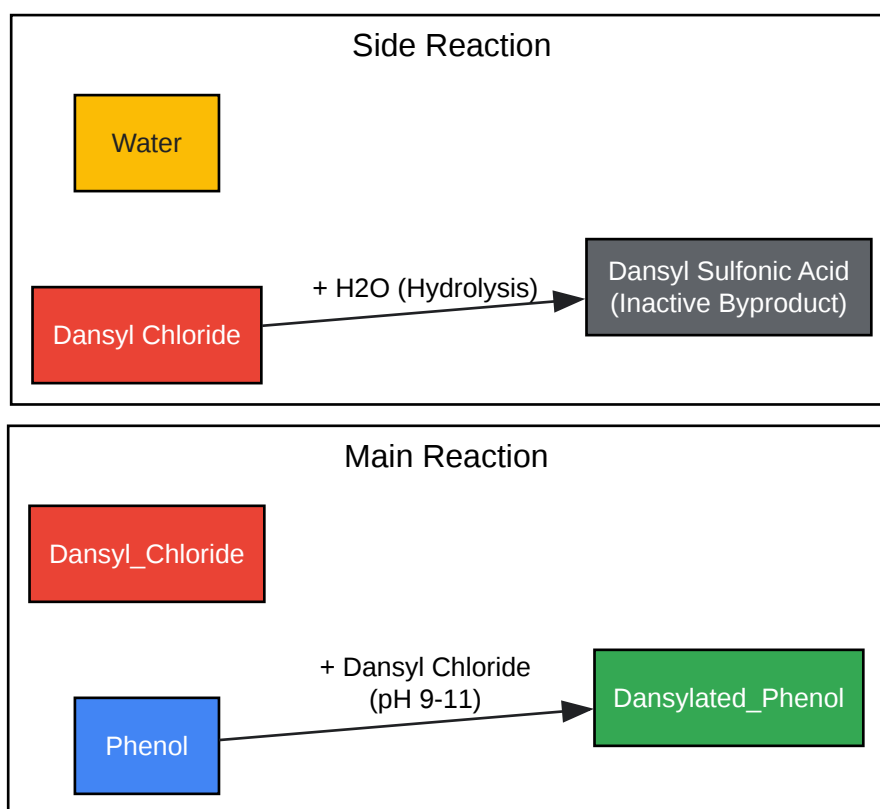 Side Reaction
Water
+ H2O (Hydrolysis)
Dansyl Sulfonic Acid
(Inactive Byproduct)
Dansyl Chloride
Main Reaction
Dansyl_Chloride
+ Dansyl Chloride
(pH 9-11)
Dansylated_Phenol
Phenol